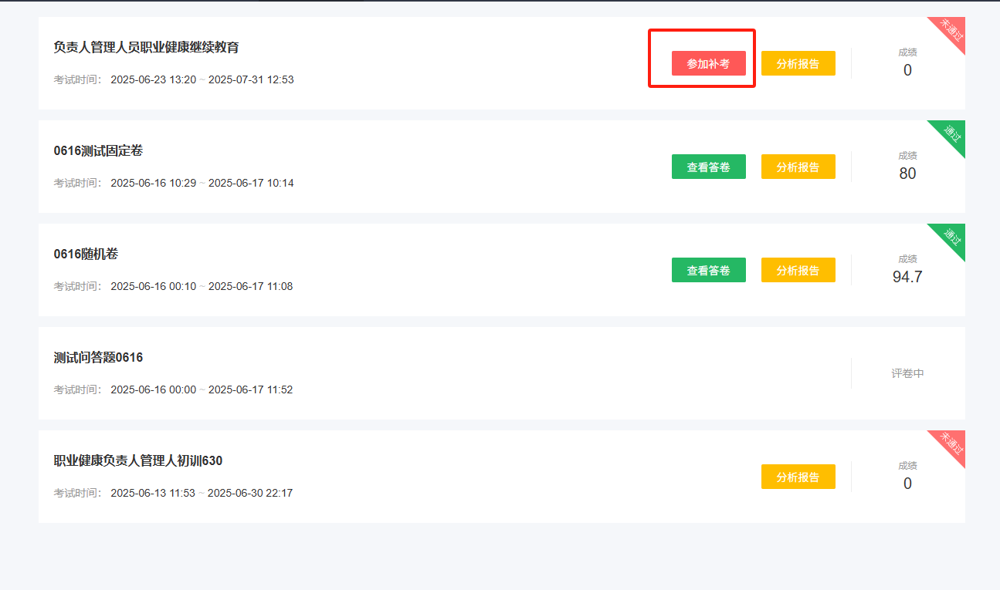 未通过
负责人管理人员职业健康继续教育
参加补考 分析报告 成绩
0
考试时间： 2025-06-23 13:20 ~ 2025-07-31 12:53
通过
0616测试固定卷
查看答卷 分析报告 成绩
80
考试时间： 2025-06-16 10:29 ~ 2025-06-17 10:14
通过
0616随机卷
查看答卷 分析报告 成绩
94.7
考试时间： 2025-06-16 00:10 ~ 2025-06-17 11:08
测试问答题0616
评卷中
考试时间： 2025-06-16 00:00 ~ 2025-06-17 11:52
未通过
职业健康负责人管理人初训630
分析报告 成绩
0
考试时间： 2025-06-13 11:53 ~ 2025-06-30 22:17